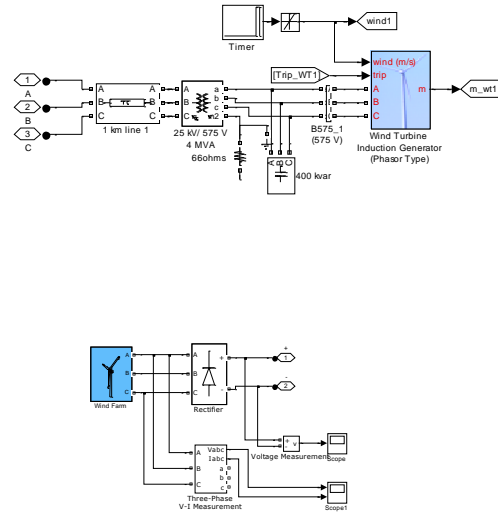 wind1
Timer
wind (m/s)
[Trip_WT1]
trip
1
A
A
A
A
a
A
m
m_wt1
2
B
B
B
B
b
B
B
3
C
C
C
C
c
n2
C
1 km line 1
25 kV/ 575 V
4 MVA
66ohms
B575_1
(575 V)
Wind Turbine
Induction Generator
(Phasor Type)
A
B
C
400 kvar
A
A
+
+
1
B
B
C
C
-
-
2
Wind Farm
Rectifier
+
-
v
Voltage Measurement
Scope
Vabc
Iabc
A
B
C
a
b
c
Three-Phase
V-I Measurement
Scope1